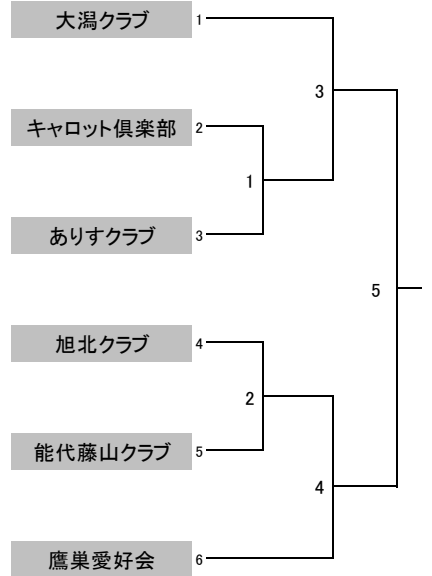 大潟クラブ 1
3
キャロット倶楽部 2
1
ありすクラブ 3
5
旭北クラブ 4
2
能代藤山クラブ 5
4
鷹巣愛好会 6